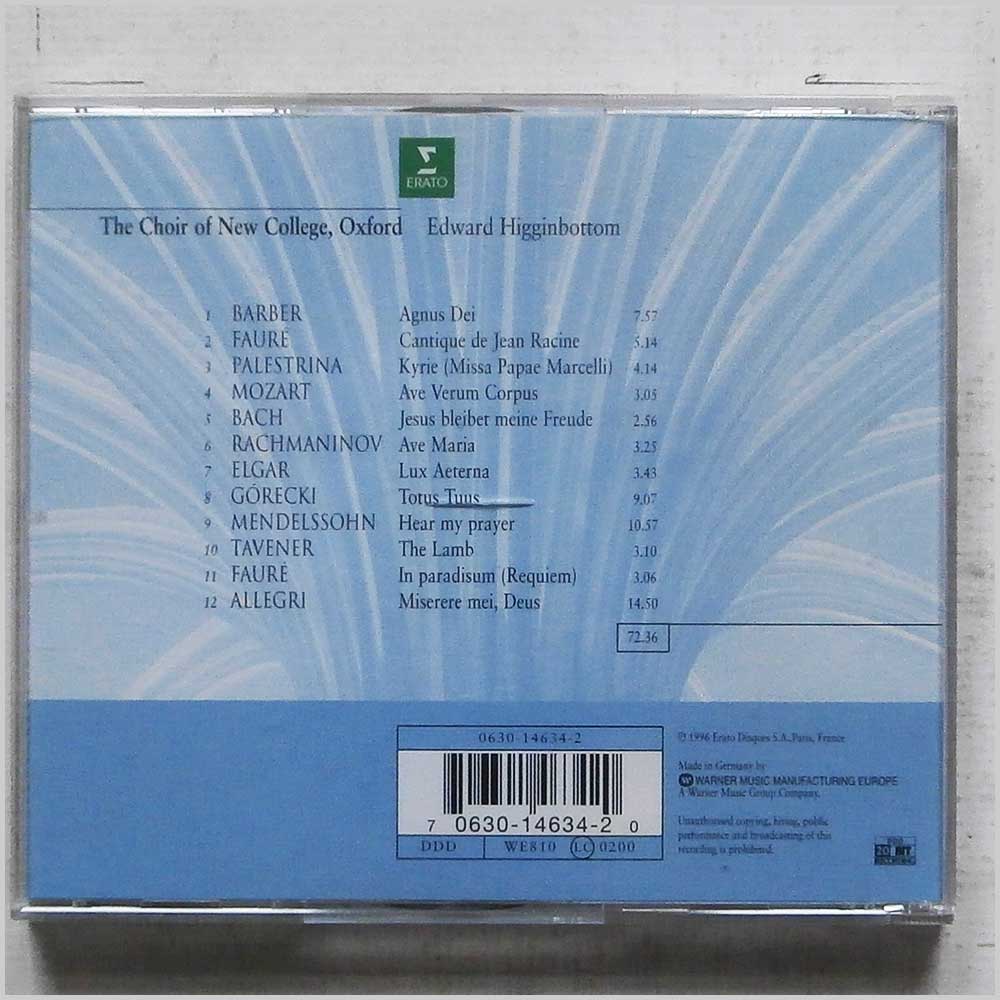 ERATO
The Choir of New College, Oxford Edward Higginbottom
1 BARBER Agnus Dei 7.57
2 FAURÉ Cantique de Jean Racine 5.14
3 PALESTRINA Kyrie (Missa Papae Marcelli) 4.14
4 MOZART Ave Verum Corpus 3.05
5 BACH Jesus bleibet meine Freude 2.56
6 RACHMANINOV Ave Maria 3.25
7 ELGAR Lux Aeterna 3.43
8 GÓRECKI Totus Tuus 9.07
9 MENDELSSOHN Hear my prayer 10.57
10 TAVENER The Lamb 3.10
11 FAURÉ In paradisum (Requiem) 3.06
12 ALLEGRI Miserere mei, Deus 14.50
72.36
0630-14634-2
7 0630-14634-2 0
DDD WE810 LC 0200
℗ 1996 Erato Disques S.A., Paris, France
Made in Germany by
WARNER MUSIC MANUFACTURING EUROPE
A Warner Music Group Company.
Unauthorised copying, hiring, public
performance and broadcasting of this
recording is prohibited.
20 BIT